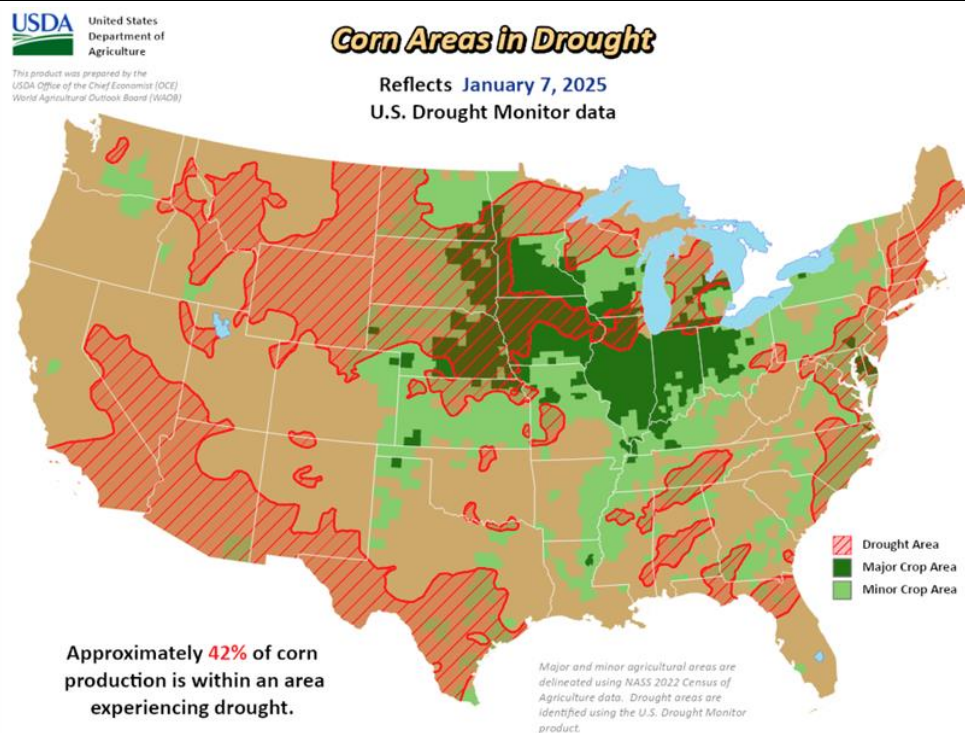 USDA
United States
Department of
Agriculture
This product was prepared by the
USDA Office of the Chief Economist (OCE)
World Agricultural Outlook Board (WAOB)
Corn Areas in Drought
Reflects January 7, 2025
U.S. Drought Monitor data
Drought Area
Major Crop Area
Minor Crop Area
Approximately 42% of corn
production is within an area
experiencing drought.
Major and minor agricultural areas are
delineated using NASS 2022 Census of
Agriculture data. Drought areas are
identified using the U.S. Drought Monitor
product.